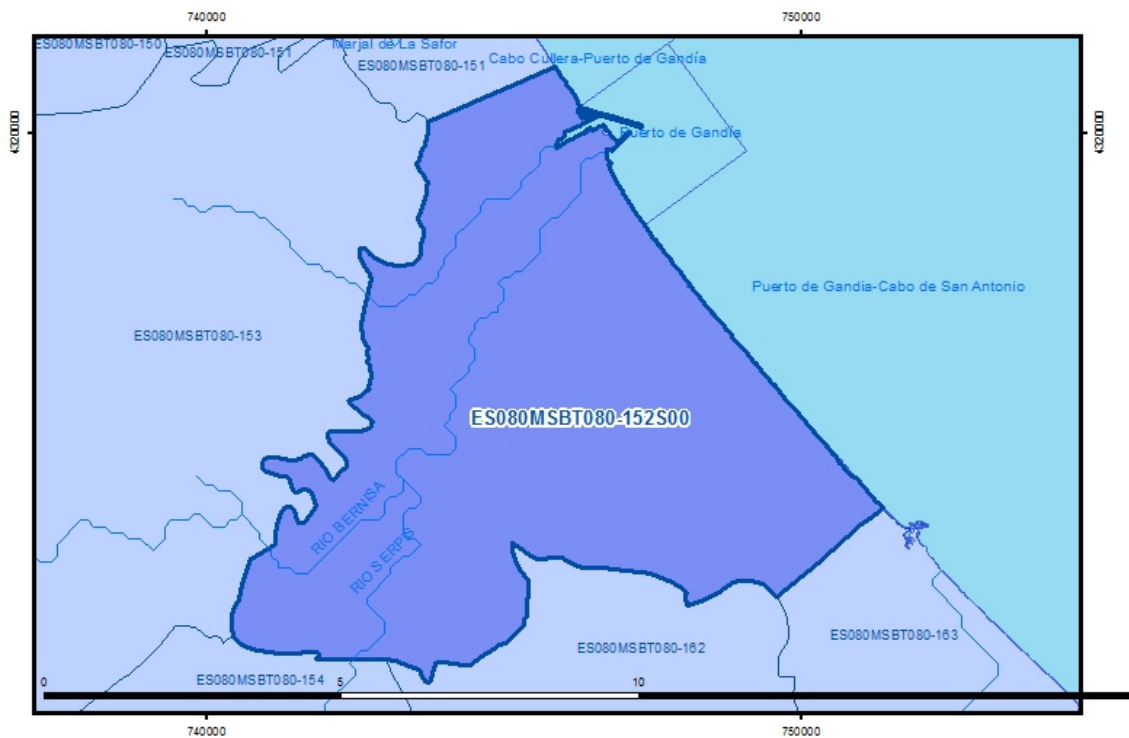 740000
750000
ES080MSBT080-150
ES080MSBT080-151
Marjal de La Safor
ES080MSBT080-151
Cabo Cullera-Puerto de Gandía
4320000
Puerto de Gandía
4320000
Puerto de Gandia-Cabo de San Antonio
ES080MSBT080-153
ES080MSBT080-152S00
RIO BERNISA
RIO SERPIS
ES080MSBT080-163
ES080MSBT080-162
ES080MSBT080-154
0
5
10
740000
750000